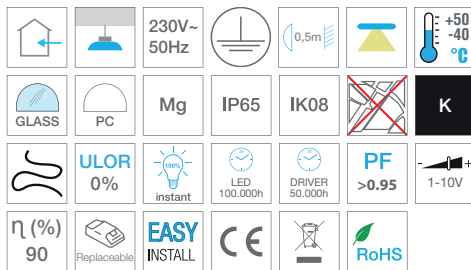 230V~
50Hz
0,5m
+50
-40
°C
GLASS
PC
Mg
IP65
IK08
K
ULOR
0%
100%
instant
LED
100.000h
DRIVER
50.000h
PF
>0.95
- +
1-10V
η (%)
90
Replaceable
EASY
INSTALL
CE
RoHS